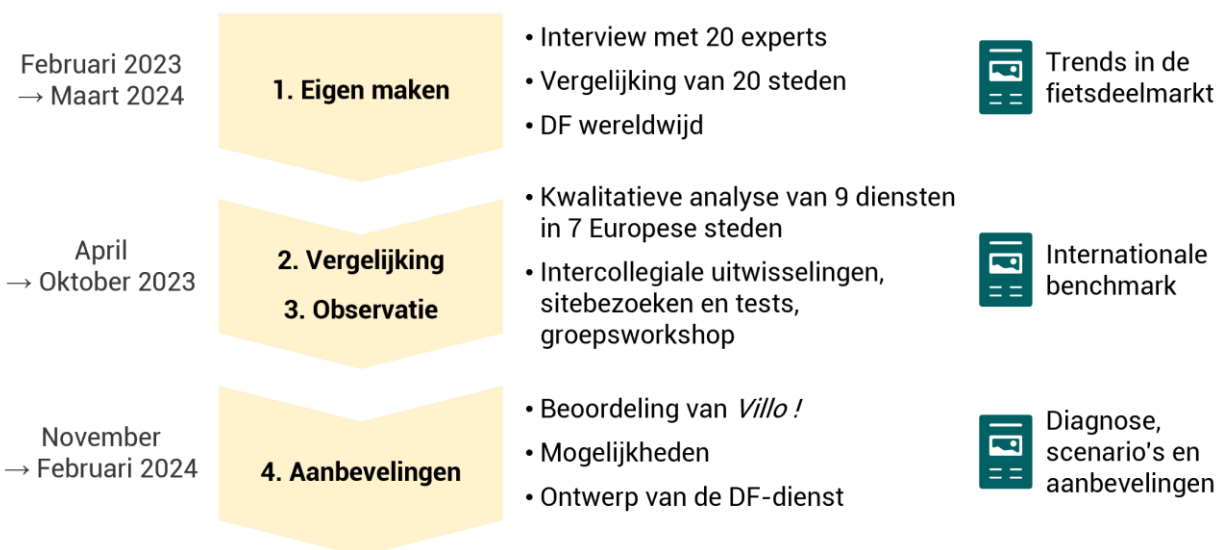 Februari 2023
→ Maart 2024
1. Eigen maken
• Interview met 20 experts
• Vergelijking van 20 steden
• DF wereldwijd
Trends in de
fietsdeelmarkt
April
→ Oktober 2023
2. Vergelijking
3. Observatie
• Kwalitatieve analyse van 9 diensten
in 7 Europese steden
• Intercollegiale uitwisselingen,
sitebezoeken en tests,
groepsworkshop
Internationale
benchmark
November
→ Februari 2024
4. Aanbevelingen
• Beoordeling van Villo !
• Mogelijkheden
• Ontwerp van de DF-dienst
Diagnose,
scenario's en
aanbevelingen